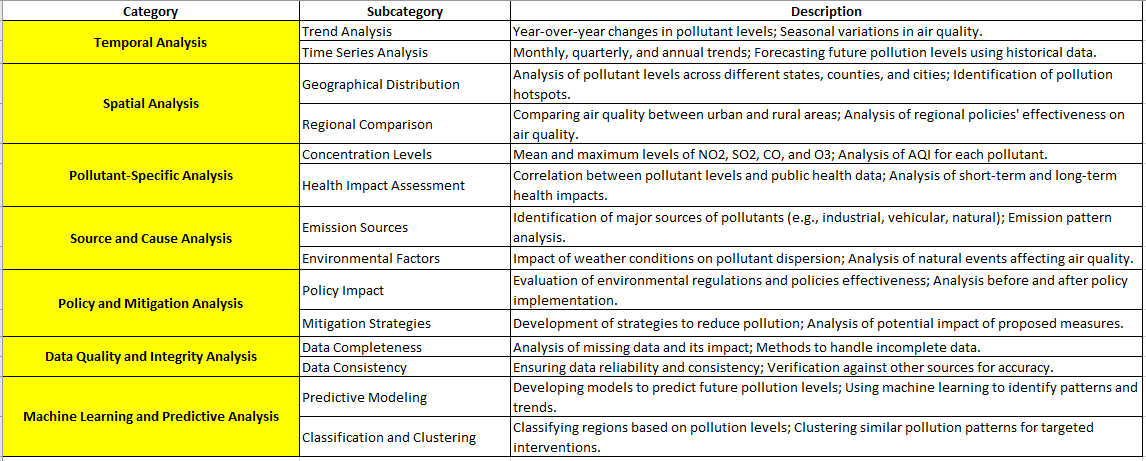 Category Subcategory Description
Temporal Analysis
Trend Analysis Year-over-year changes in pollutant levels; Seasonal variations in air quality.
Time Series Analysis Monthly, quarterly, and annual trends; Forecasting future pollution levels using historical data.
Spatial Analysis
Geographical Distribution
Analysis of pollutant levels across different states, counties, and cities; Identification of pollution
hotspots.
Regional Comparison
Comparing air quality between urban and rural areas; Analysis of regional policies' effectiveness on
air quality.
Pollutant-Specific Analysis
Concentration Levels Mean and maximum levels of NO2, SO2, CO, and O3; Analysis of AQI for each pollutant.
Health Impact Assessment
Correlation between pollutant levels and public health data; Analysis of short-term and long-term
health impacts.
Source and Cause Analysis
Emission Sources
Identification of major sources of pollutants (e.g., industrial, vehicular, natural); Emission pattern
analysis.
Environmental Factors Impact of weather conditions on pollutant dispersion; Analysis of natural events affecting air quality.
Policy and Mitigation Analysis
Policy Impact
Evaluation of environmental regulations and policies effectiveness; Analysis before and after policy
implementation.
Mitigation Strategies Development of strategies to reduce pollution; Analysis of potential impact of proposed measures.
Data Quality and Integrity Analysis
Data Completeness Analysis of missing data and its impact; Methods to handle incomplete data.
Data Consistency Ensuring data reliability and consistency; Verification against other sources for accuracy.
Machine Learning and Predictive Analysis
Predictive Modeling
Developing models to predict future pollution levels; Using machine learning to identify patterns and
trends.
Classification and Clustering
Classifying regions based on pollution levels; Clustering similar pollution patterns for targeted
interventions.